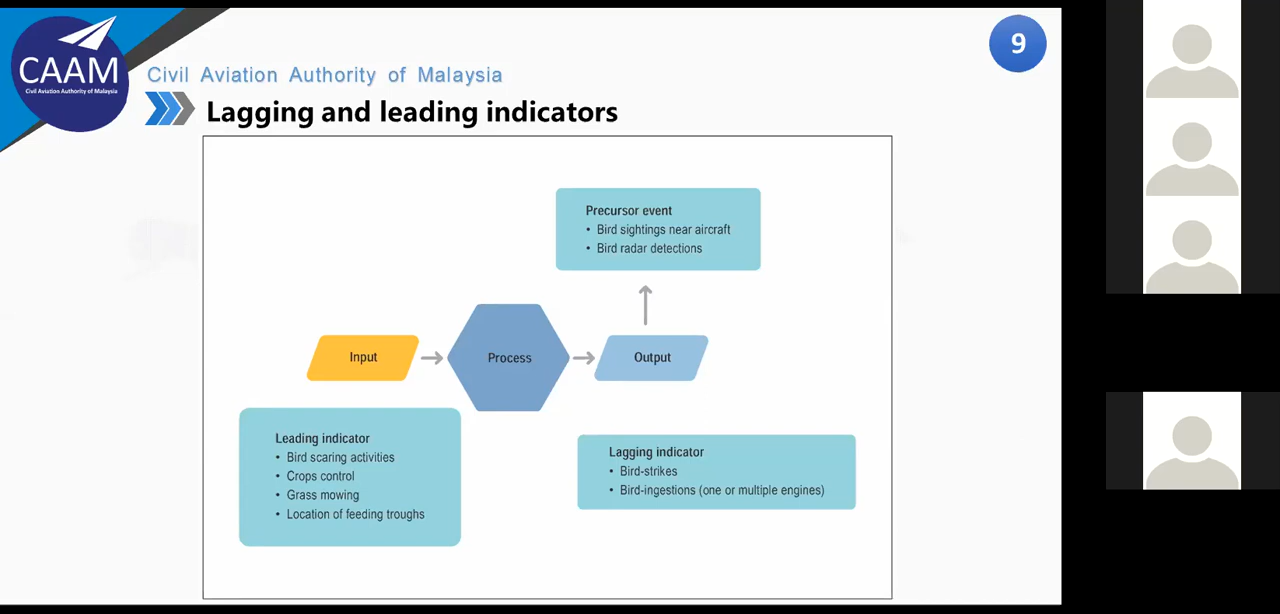 9
CAAM
Civil Aviation Authority of Malaysia
Civil Aviation Authority of Malaysia
Lagging and leading indicators
Precursor event
• Bird sightings near aircraft
• Bird radar detections
Input
Process
Output
Leading indicator
• Bird scaring activities
• Crops control
• Grass mowing
• Location of feeding troughs
Lagging indicator
• Bird-strikes
• Bird-ingestions (one or multiple engines)